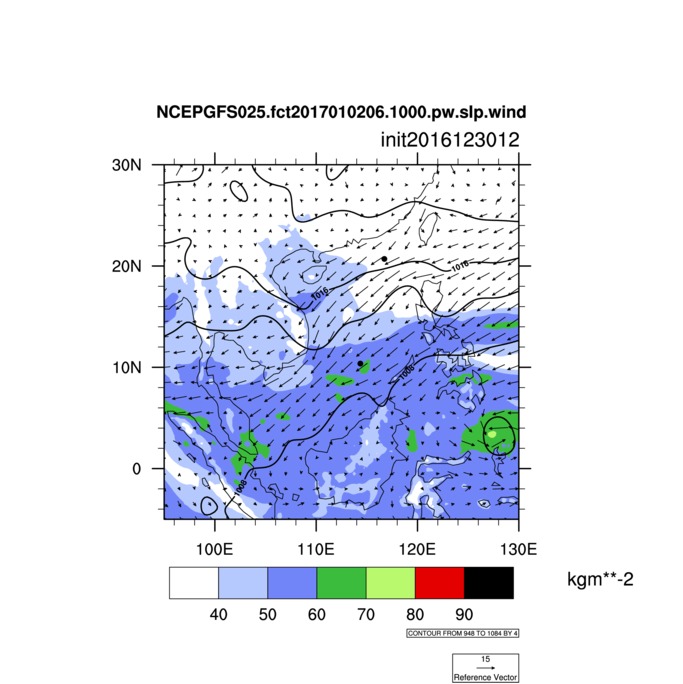 NCEPGFS025.fct2017010206.1000.pw.slp.wind
init2016123012
30N
20N
10N
0
1016
1016
1008
1008
100E 110E 120E 130E
kgm**-2
40 50 60 70 80 90
CONTOUR FROM 948 TO 1084 BY 4
15
Reference Vector